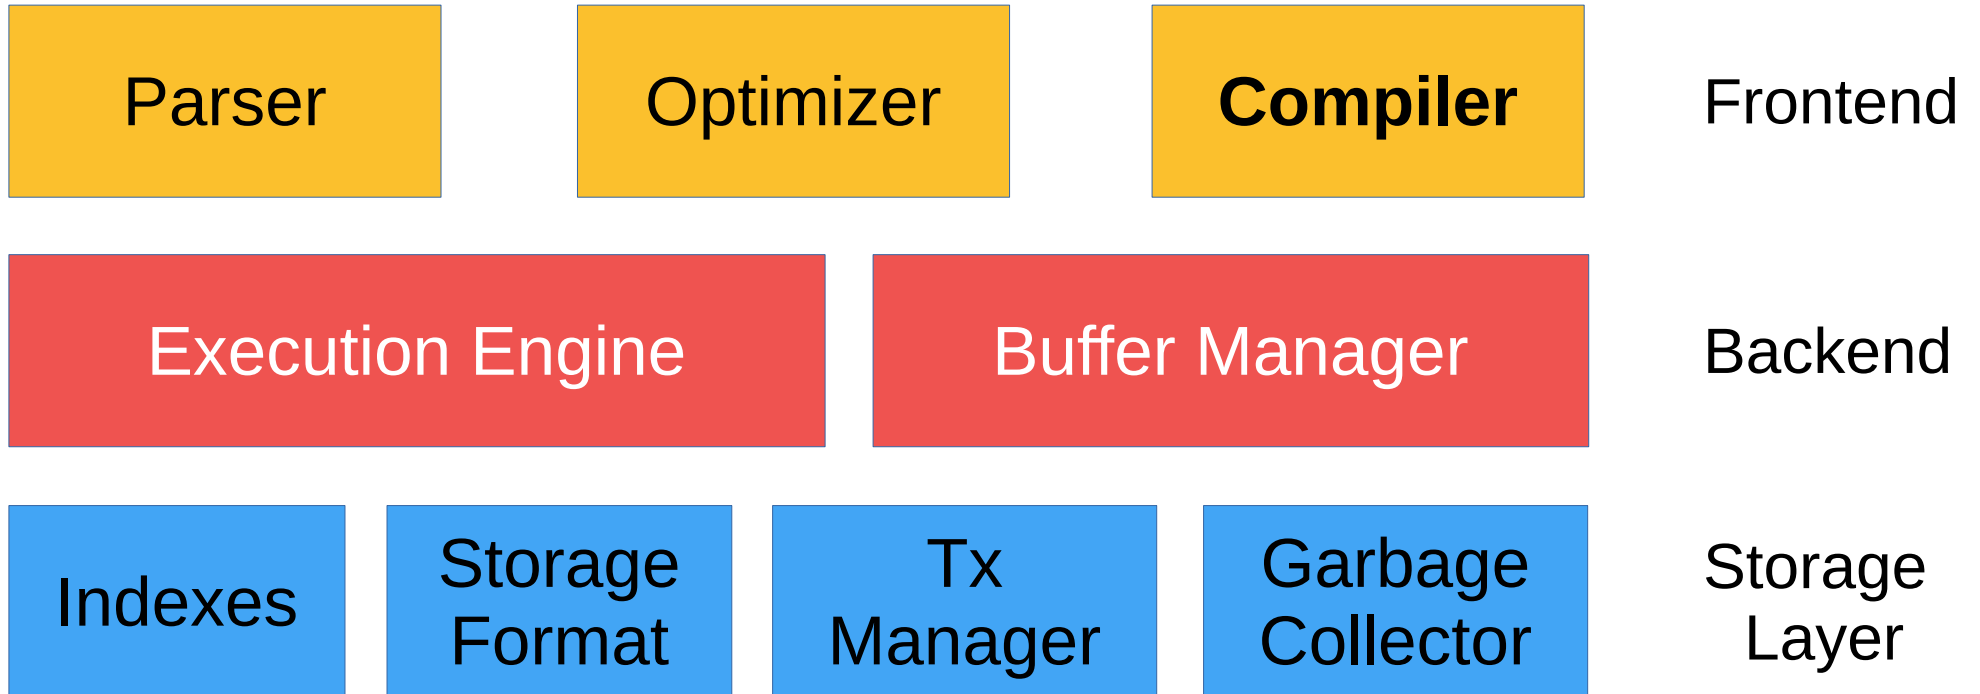 Parser
Optimizer
Compiler
Frontend
Execution Engine
Buffer Manager
Backend
Indexes
Storage
Format
Tx
Manager
Garbage
Collector
Storage
Layer